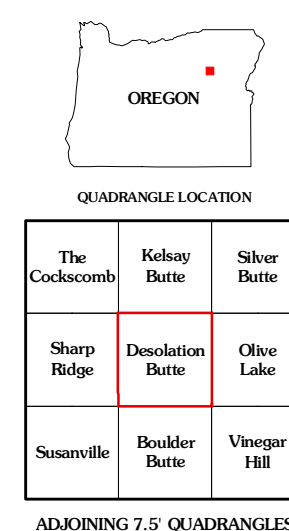 OREGON
QUADRANGLE LOCATION
The Cockscomb
Kelsay Butte
Silver Butte
Sharp Ridge
Desolation Butte
Olive Lake
Susanville
Boulder Butte
Vinegar Hill
ADJOINING 7.5' QUADRANGLES